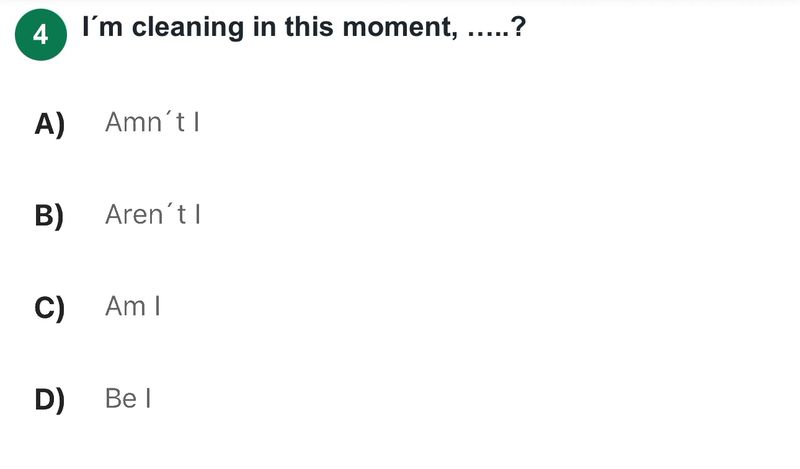 4 I´m cleaning in this moment, .....?
A) Amn´t I
B) Aren´t I
C) Am I
D) Be I